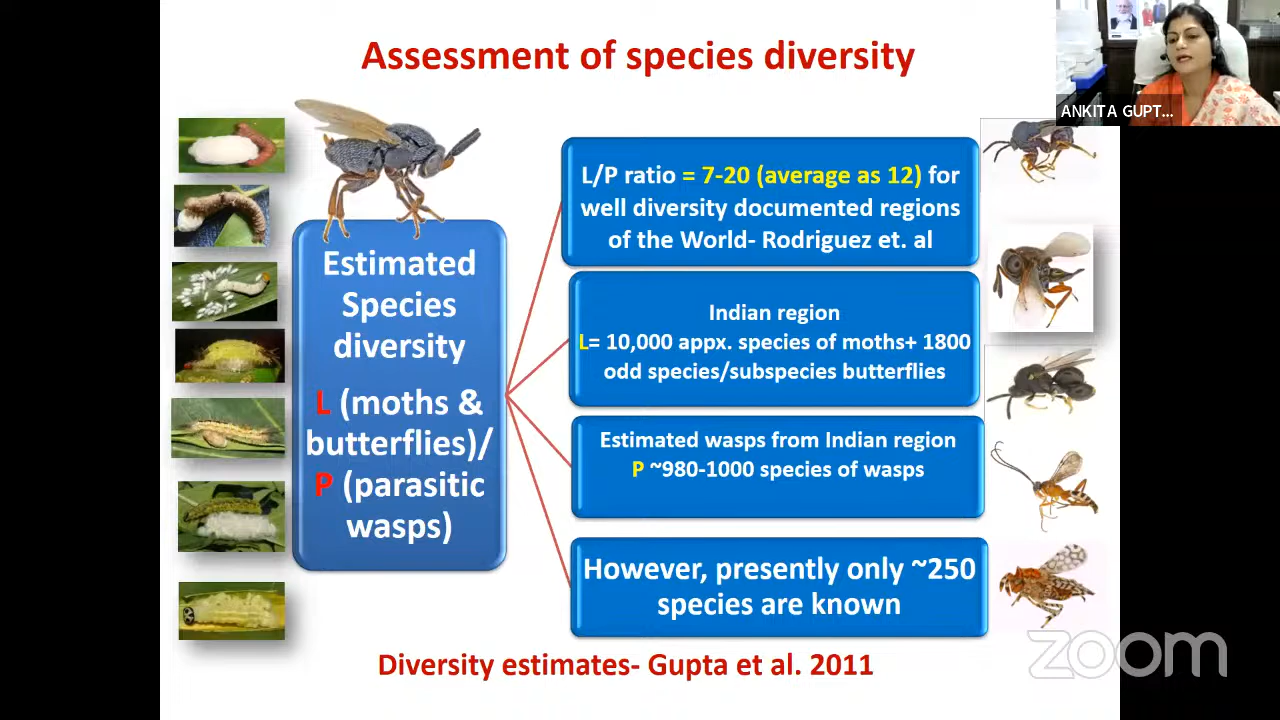 Assessment of species diversity
ANKITA GUPT...
Estimated
Species
diversity
L (moths &
butterflies)/
P (parasitic
wasps)
L/P ratio = 7-20 (average as 12) for
well diversity documented regions
of the World- Rodriguez et. al
Indian region
L= 10,000 appx. species of moths+ 1800
odd species/subspecies butterflies
Estimated wasps from Indian region
P ~980-1000 species of wasps
However, presently only ~250
species are known
Diversity estimates- Gupta et al. 2011
zoom